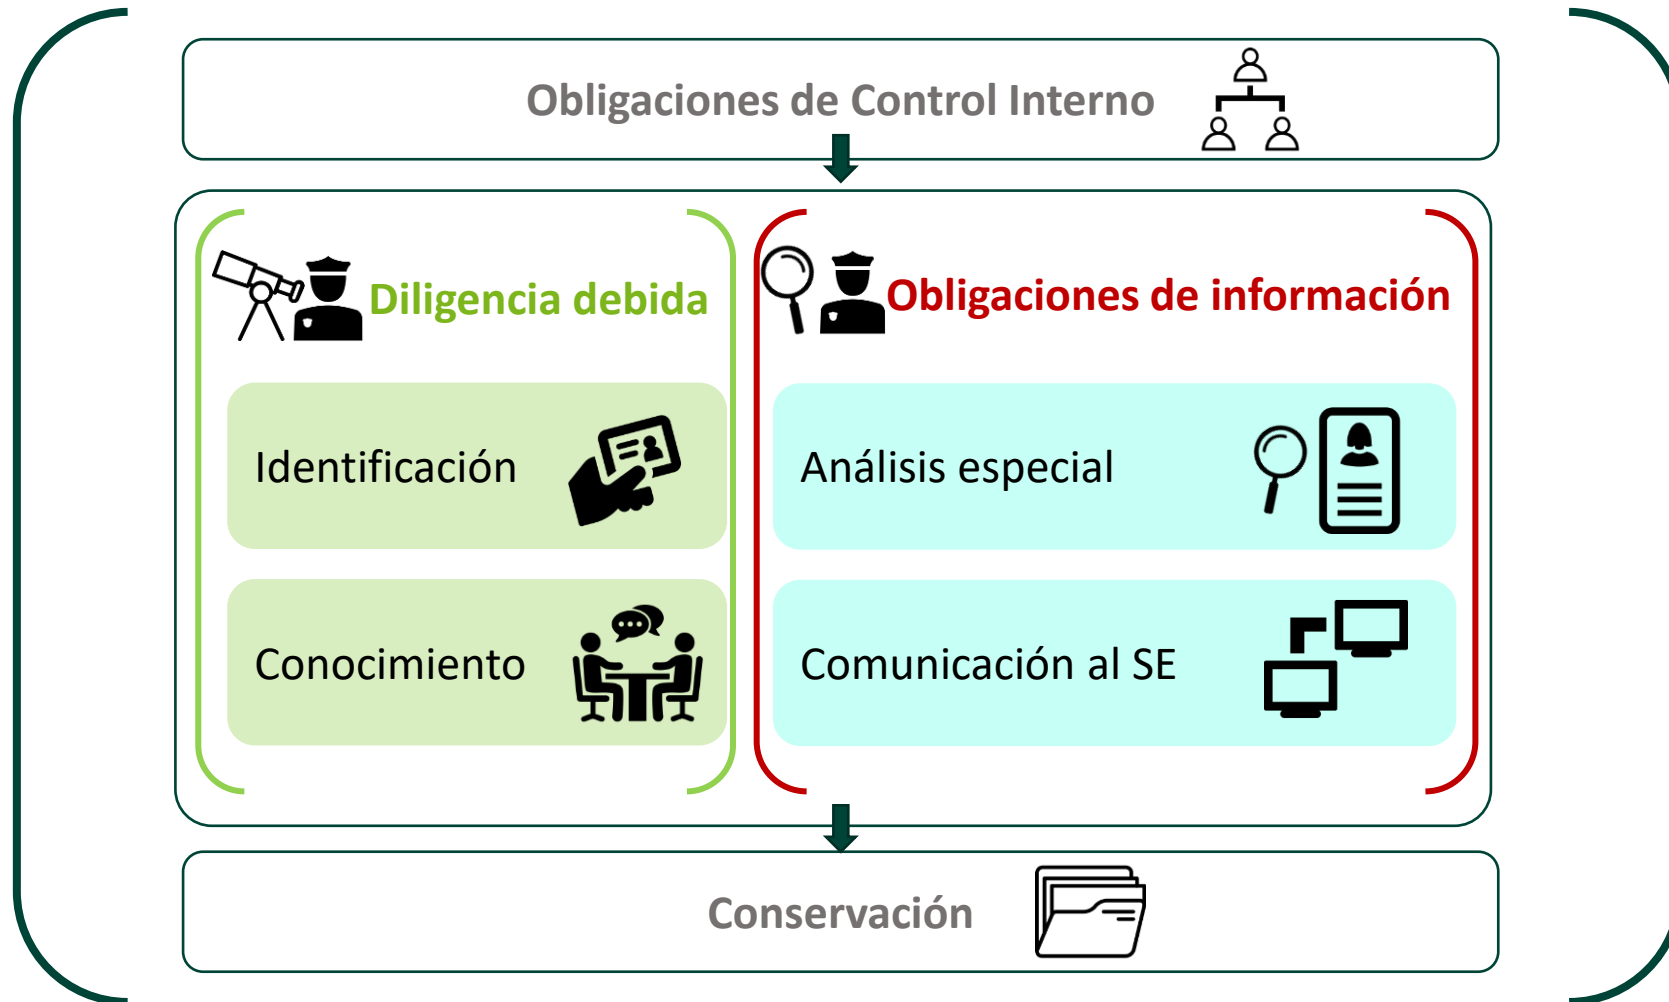 Obligaciones de Control Interno
Diligencia debida
Identificación
Conocimiento
Obligaciones de información
Análisis especial
Comunicación al SE
Conservación